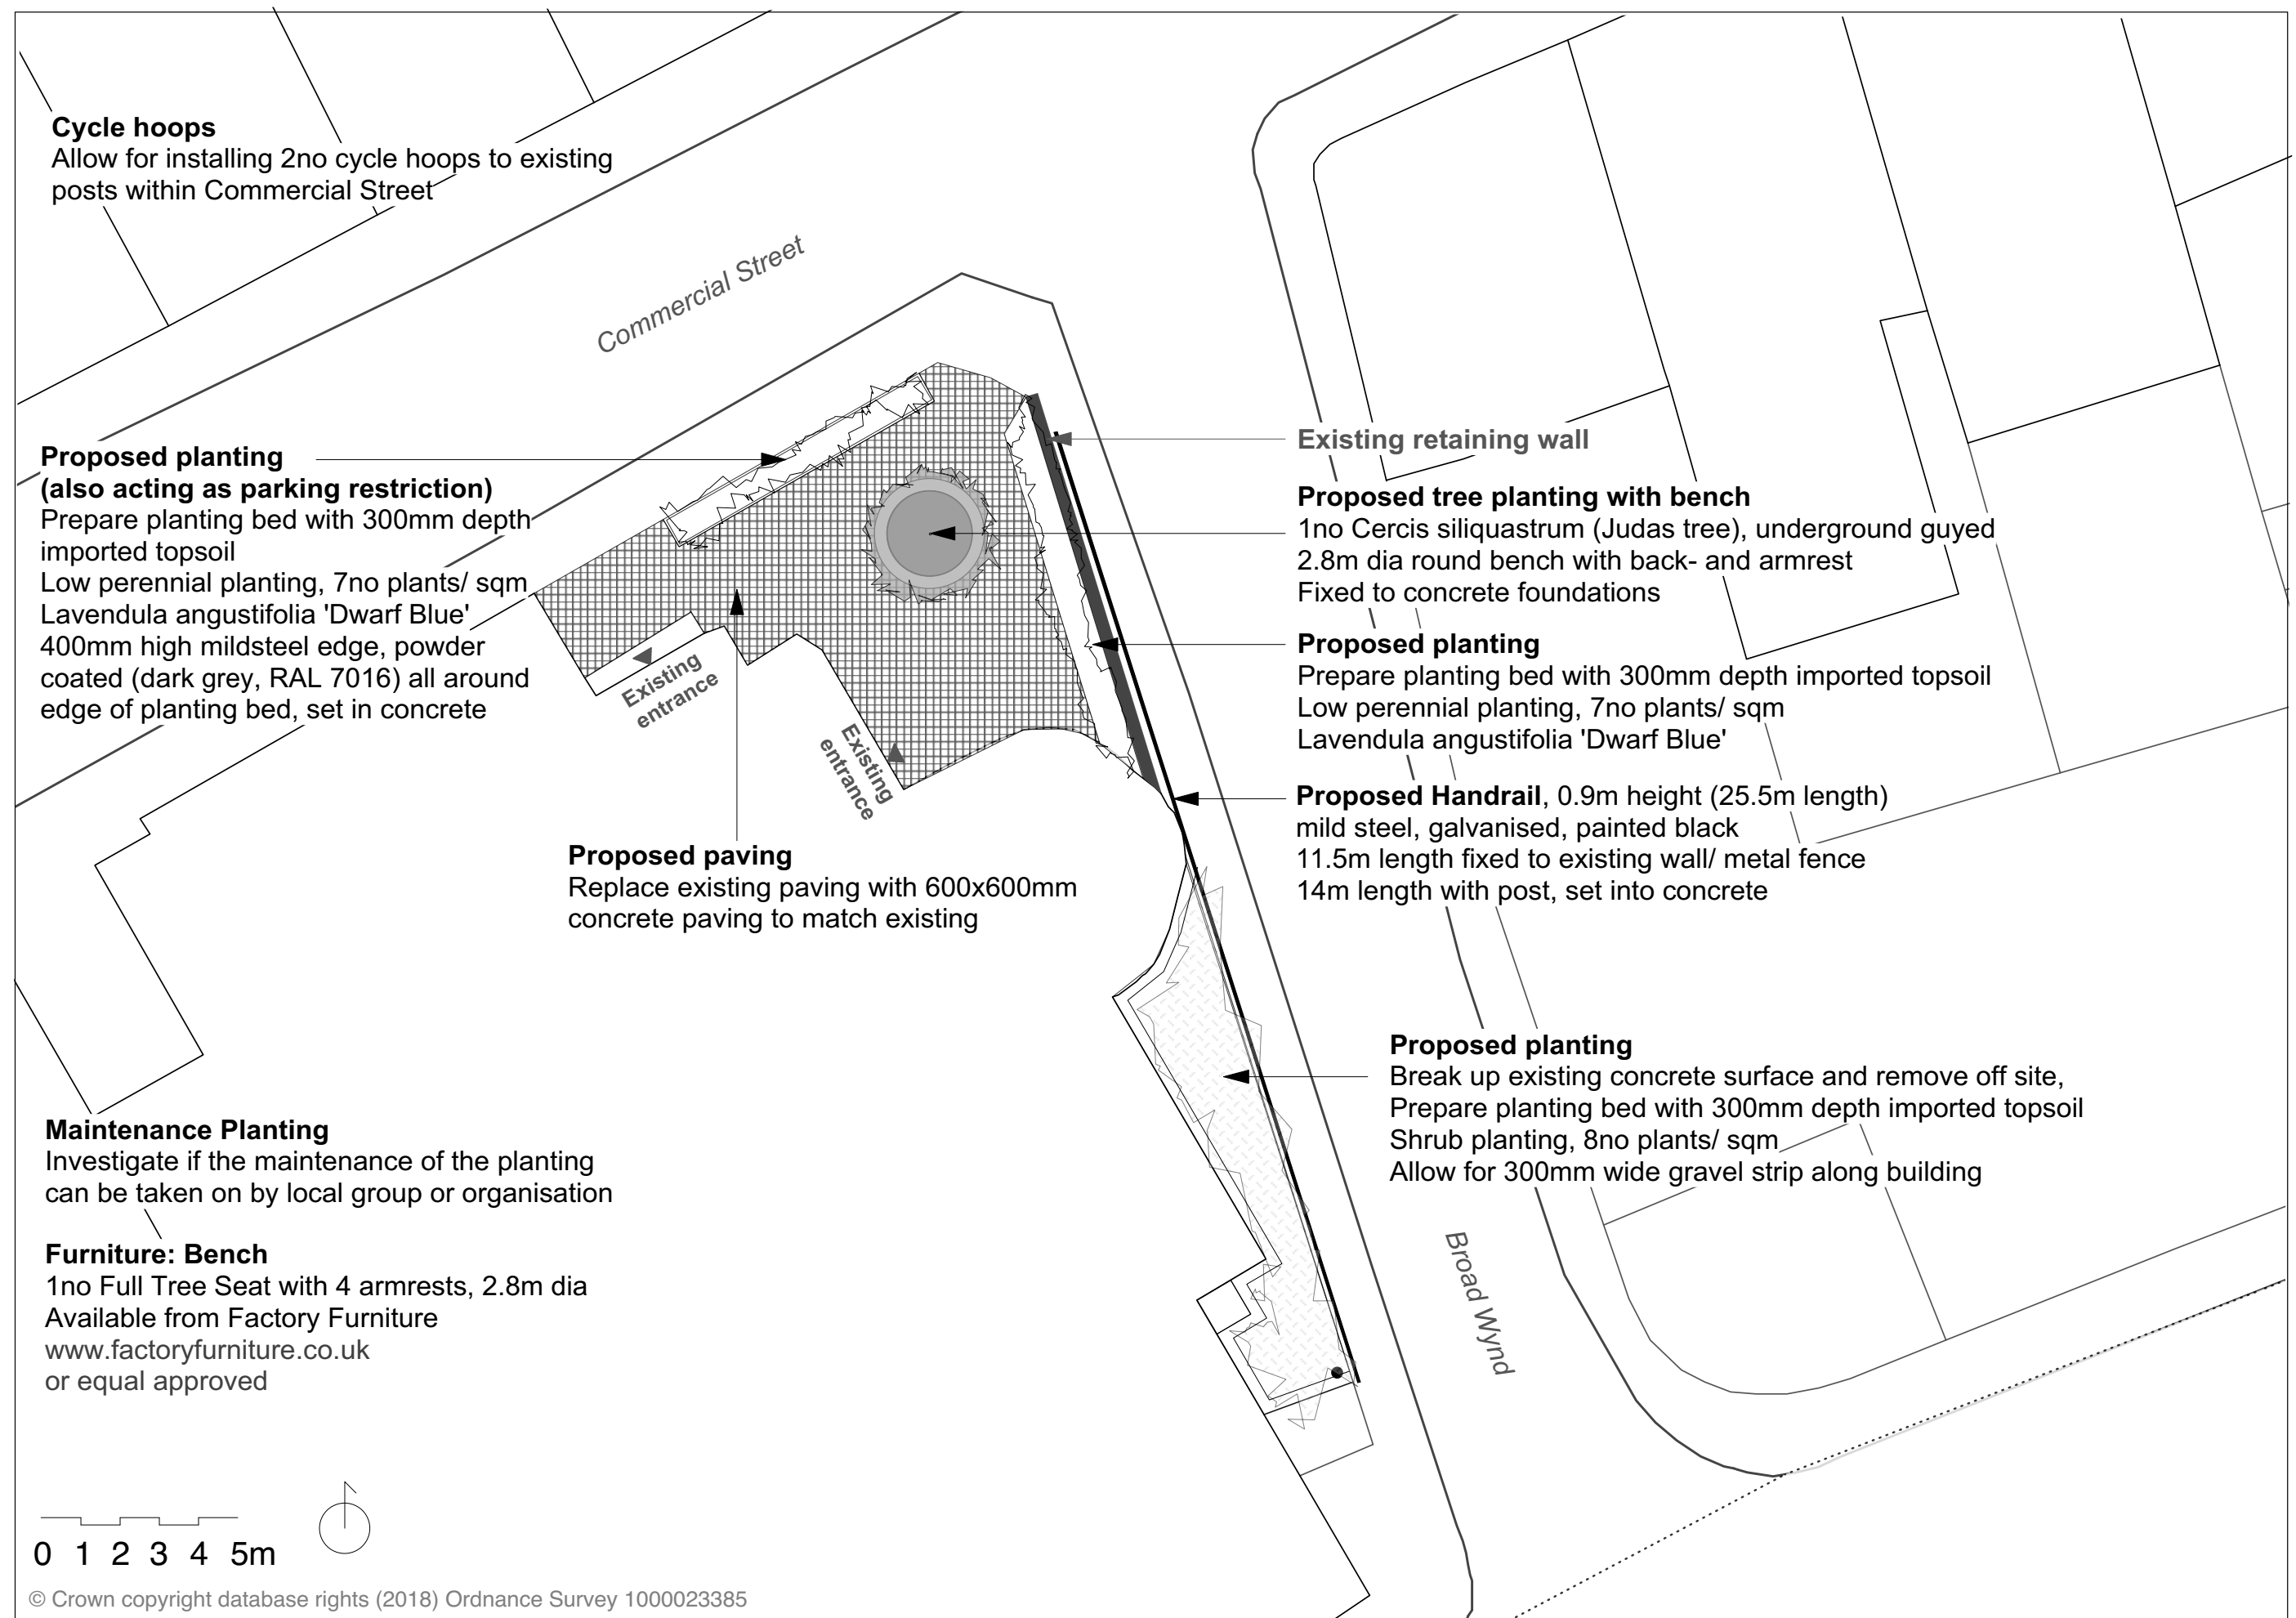 Cycle hoops
Allow for installing 2no cycle hoops to existing
posts within Commercial Street
Commercial Street
Proposed planting
(also acting as parking restriction)
Prepare planting bed with 300mm depth
imported topsoil
Low perennial planting, 7no plants/ sqm
Lavendula angustifolia 'Dwarf Blue'
400mm high mildsteel edge, powder
coated (dark grey, RAL 7016) all around
edge of planting bed, set in concrete
Existing
entrance
Existing
entrance
Proposed paving
Replace existing paving with 600x600mm
concrete paving to match existing
Existing retaining wall
Proposed tree planting with bench
1no Cercis siliquastrum (Judas tree), underground guyed
2.8m dia round bench with back- and armrest
Fixed to concrete foundations
Proposed planting
Prepare planting bed with 300mm depth imported topsoil
Low perennial planting, 7no plants/ sqm
Lavendula angustifolia 'Dwarf Blue'
Proposed Handrail, 0.9m height (25.5m length)
mild steel, galvanised, painted black
11.5m length fixed to existing wall/ metal fence
14m length with post, set into concrete
Proposed planting
Break up existing concrete surface and remove off site,
Prepare planting bed with 300mm depth imported topsoil
Shrub planting, 8no plants/ sqm
Allow for 300mm wide gravel strip along building
Broad Wynd
Maintenance Planting
Investigate if the maintenance of the planting
can be taken on by local group or organisation
Furniture: Bench
1no Full Tree Seat with 4 armrests, 2.8m dia
Available from Factory Furniture
www.factoryfurniture.co.uk
or equal approved
0 1 2 3 4 5m
© Crown copyright database rights (2018) Ordnance Survey 1000023385